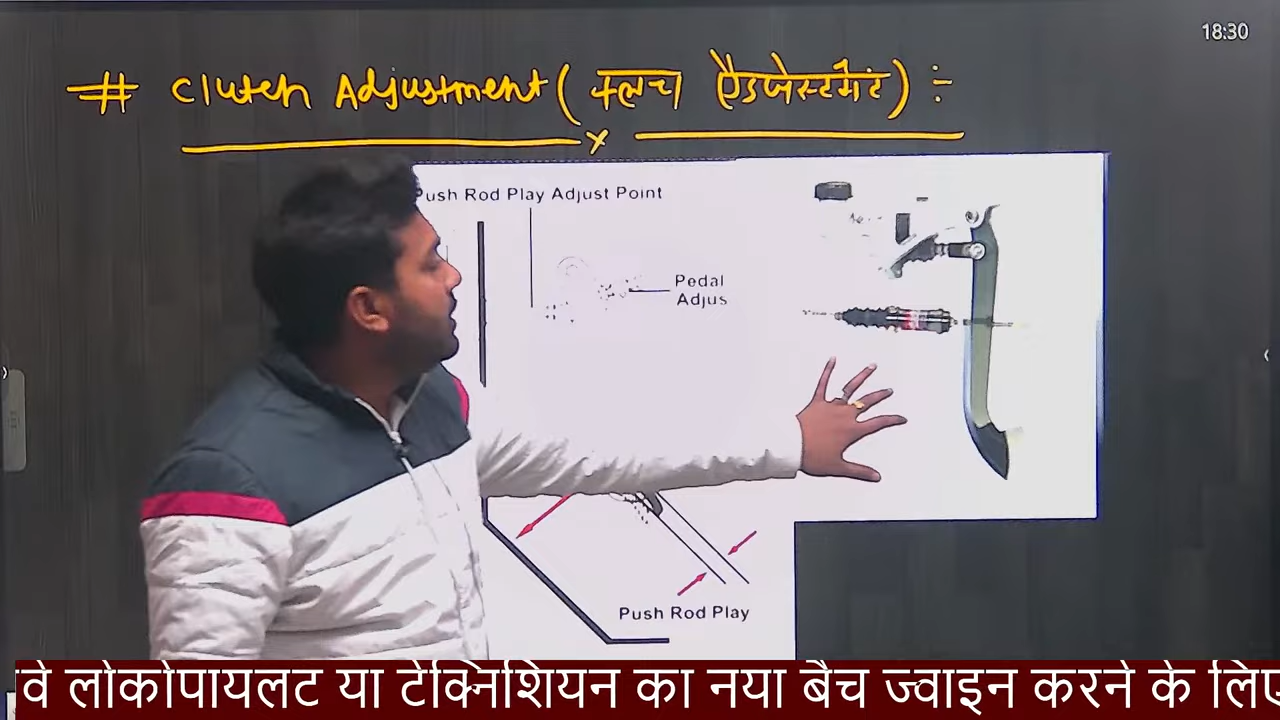 18:30
# Clutch Adjustment (क्लच ऐडजेस्टमेंट) :-
Push Rod Play Adjust Point
Pedal
Adjus
Push Rod Play
वे लोकोपायलट या टेक्निशियन का नया बैच ज्वाइन करने के लिए